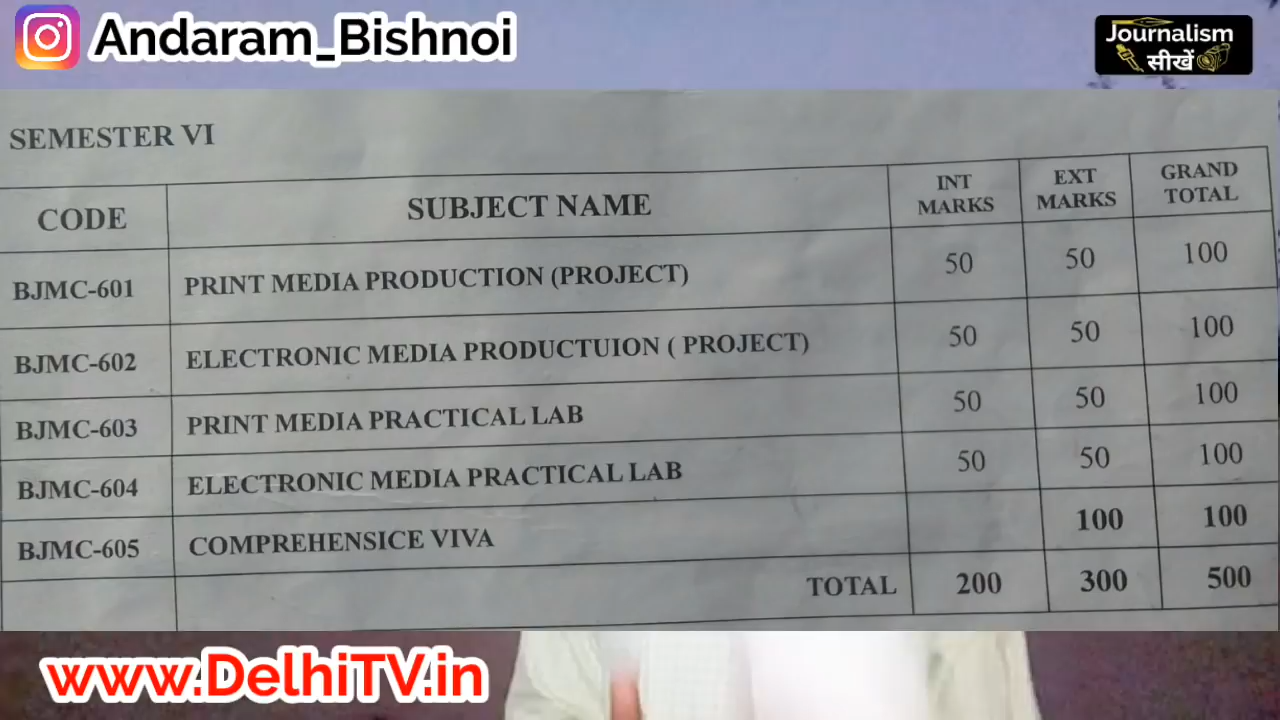 Andaram_Bishnoi
Journalism
सीखें
SEMESTER VI
CODE SUBJECT NAME INT MARKS EXT MARKS GRAND TOTAL
BJMC-601 PRINT MEDIA PRODUCTION (PROJECT) 50 50 100
BJMC-602 ELECTRONIC MEDIA PRODUCTUION ( PROJECT) 50 50 100
BJMC-603 PRINT MEDIA PRACTICAL LAB 50 50 100
BJMC-604 ELECTRONIC MEDIA PRACTICAL LAB 50 50 100
BJMC-605 COMPREHENSICE VIVA 100 100
TOTAL 200 300 500
www.DelhiTV.in